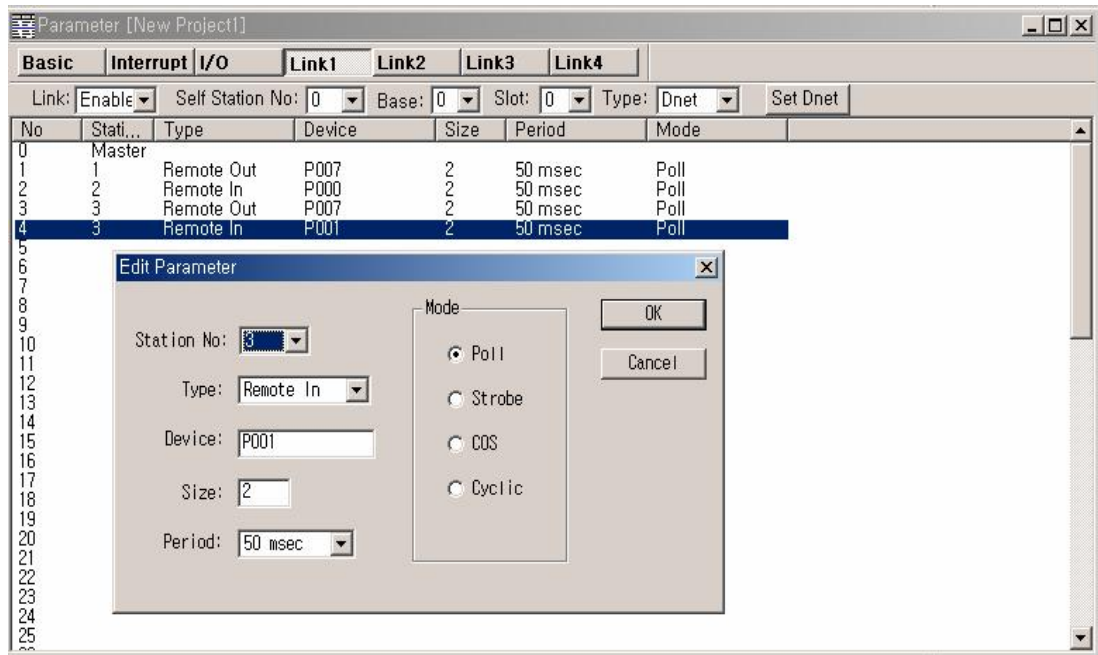 Parameter [New Project1]
Basic Interrupt I/O Link1 Link2 Link3 Link4
Link: Enable Self Station No: 0 Base: 0 Slot: 0 Type: Dnet Set Dnet
No Stati... Type Device Size Period Mode
0 Master
1 1 Remote Out P007 2 50 msec Poll
2 2 Remote In P000 2 50 msec Poll
3 3 Remote Out P007 2 50 msec Poll
4 3 Remote In P001 2 50 msec Poll
5
6
7
8
9
10
11
12
13
14
15
16
17
18
19
20
21
22
23
24
25
Edit Parameter
Station No: 3
Type: Remote In
Device: P001
Size: 2
Period: 50 msec
Mode
Poll
Strobe
COS
Cyclic
OK
Cancel